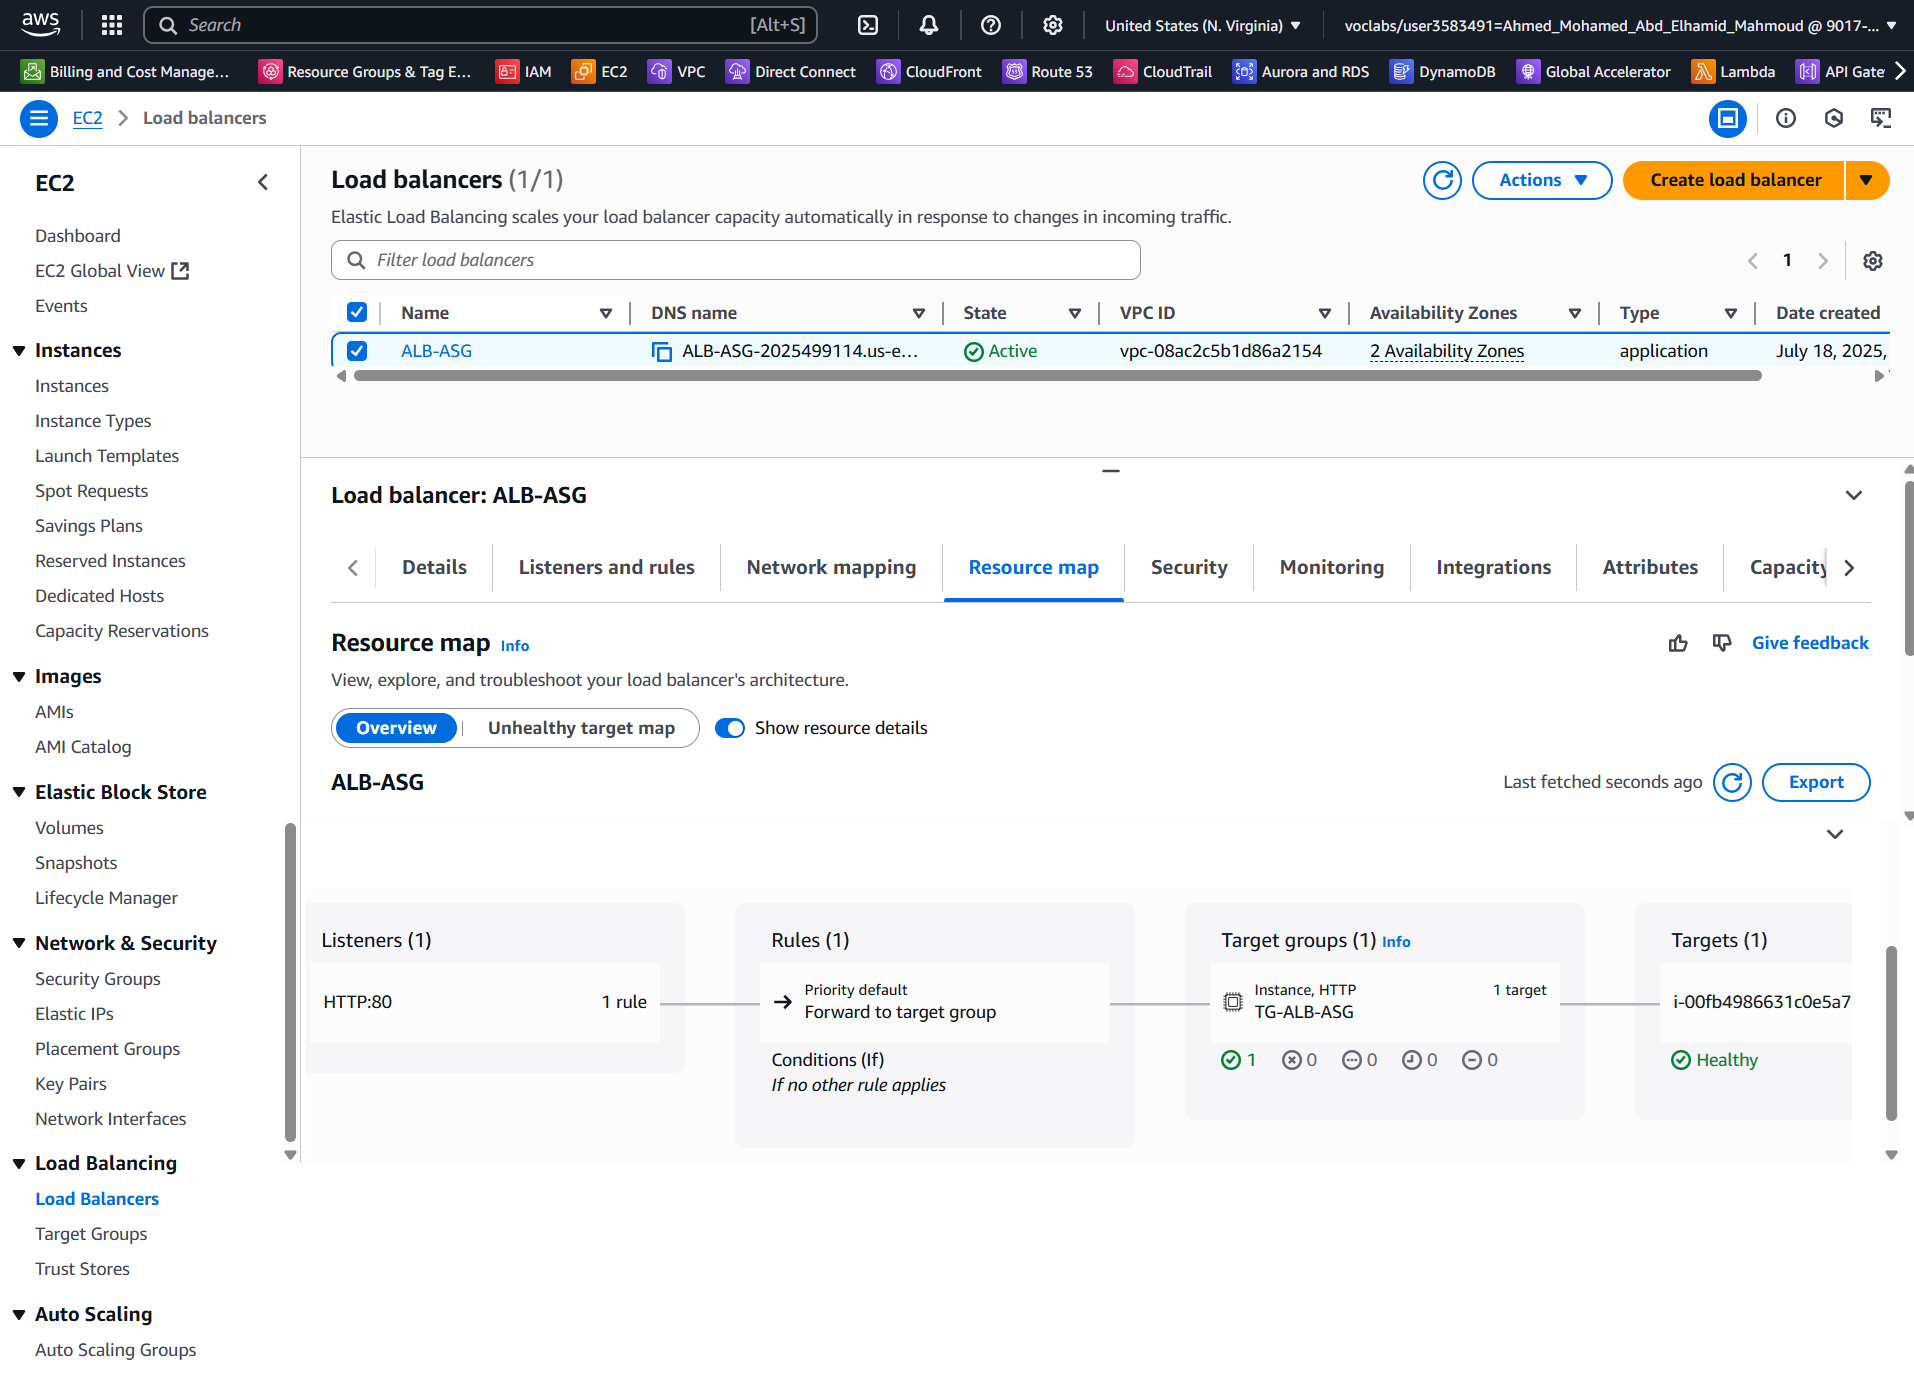 aws
Search [Alt+S]
United States (N. Virginia)
voclabs/user3583491=Ahmed_Mohamed_Abd_Elhamid_Mahmoud @ 9017-...
Billing and Cost Manage...
Resource Groups & Tag E...
IAM
EC2
VPC
Direct Connect
CloudFront
Route 53
CloudTrail
Aurora and RDS
DynamoDB
Global Accelerator
Lambda
API Gate
EC2 Load balancers
EC2
Dashboard
EC2 Global View
Events
Instances
Instances
Instance Types
Launch Templates
Spot Requests
Savings Plans
Reserved Instances
Dedicated Hosts
Capacity Reservations
Images
AMIs
AMI Catalog
Elastic Block Store
Volumes
Snapshots
Lifecycle Manager
Network & Security
Security Groups
Elastic IPs
Placement Groups
Key Pairs
Network Interfaces
Load Balancing
Load Balancers
Target Groups
Trust Stores
Auto Scaling
Auto Scaling Groups
Load balancers (1/1)
Actions
Create load balancer
Elastic Load Balancing scales your load balancer capacity automatically in response to changes in incoming traffic.
Filter load balancers
1
Name DNS name State VPC ID Availability Zones Type Date created
ALB-ASG ALB-ASG-2025499114.us-e... Active vpc-08ac2c5b1d86a2154 2 Availability Zones application July 18, 2025,
Load balancer: ALB-ASG
Details Listeners and rules Network mapping Resource map Security Monitoring Integrations Attributes Capacity
Resource map Info
Give feedback
View, explore, and troubleshoot your load balancer's architecture.
Overview Unhealthy target map Show resource details
ALB-ASG
Last fetched seconds ago Export
Listeners (1)
HTTP:80 1 rule
Rules (1)
Priority default
Forward to target group
Conditions (If)
If no other rule applies
Target groups (1) Info
Instance, HTTP 1 target
TG-ALB-ASG
1 0 0 0 0
Targets (1)
i-00fb4986631c0e5a7
Healthy